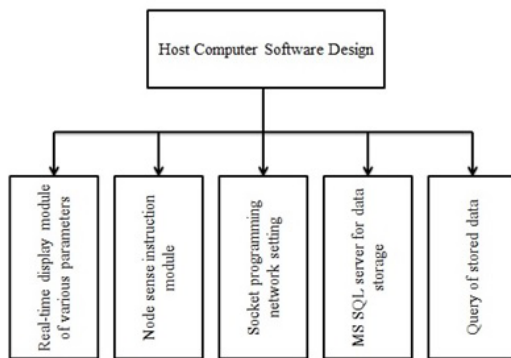 Host Computer Software Design
Real-time display module
of various parameters
Node sense instruction
module
Socket programming
network setting
MS SQL server for data
storage
Query of stored data